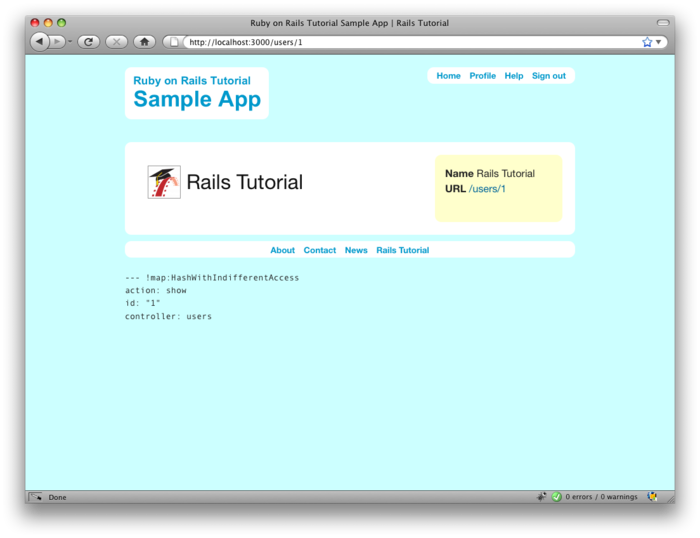 Ruby on Rails Tutorial Sample App | Rails Tutorial
http://localhost:3000/users/1
Ruby on Rails Tutorial
Sample App
Home Profile Help Sign out
Rails Tutorial
Name Rails Tutorial
URL /users/1
About Contact News Rails Tutorial
--- !map:HashWithIndifferentAccess
action: show
id: "1"
controller: users
Done
0 errors / 0 warnings